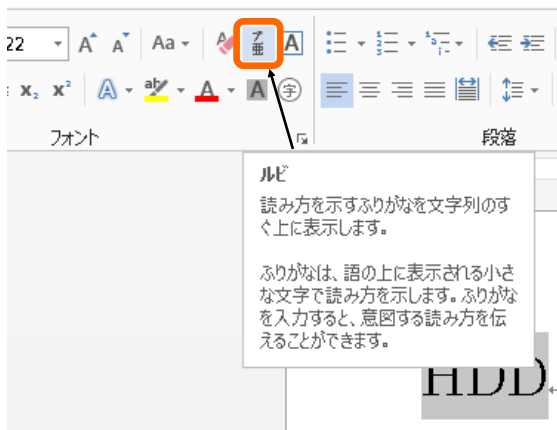 22 Aa ア亜 A
x₂ x² A aby A A 字
フォント 段落
ルビ
読み方を示すふりがなを文字列のす
ぐ上に表示します。
ふりがなは、語の上に表示される小さ
な文字で読み方を示します。ふりがな
を入力すると、意図する読み方を伝
えることができます。
HDD